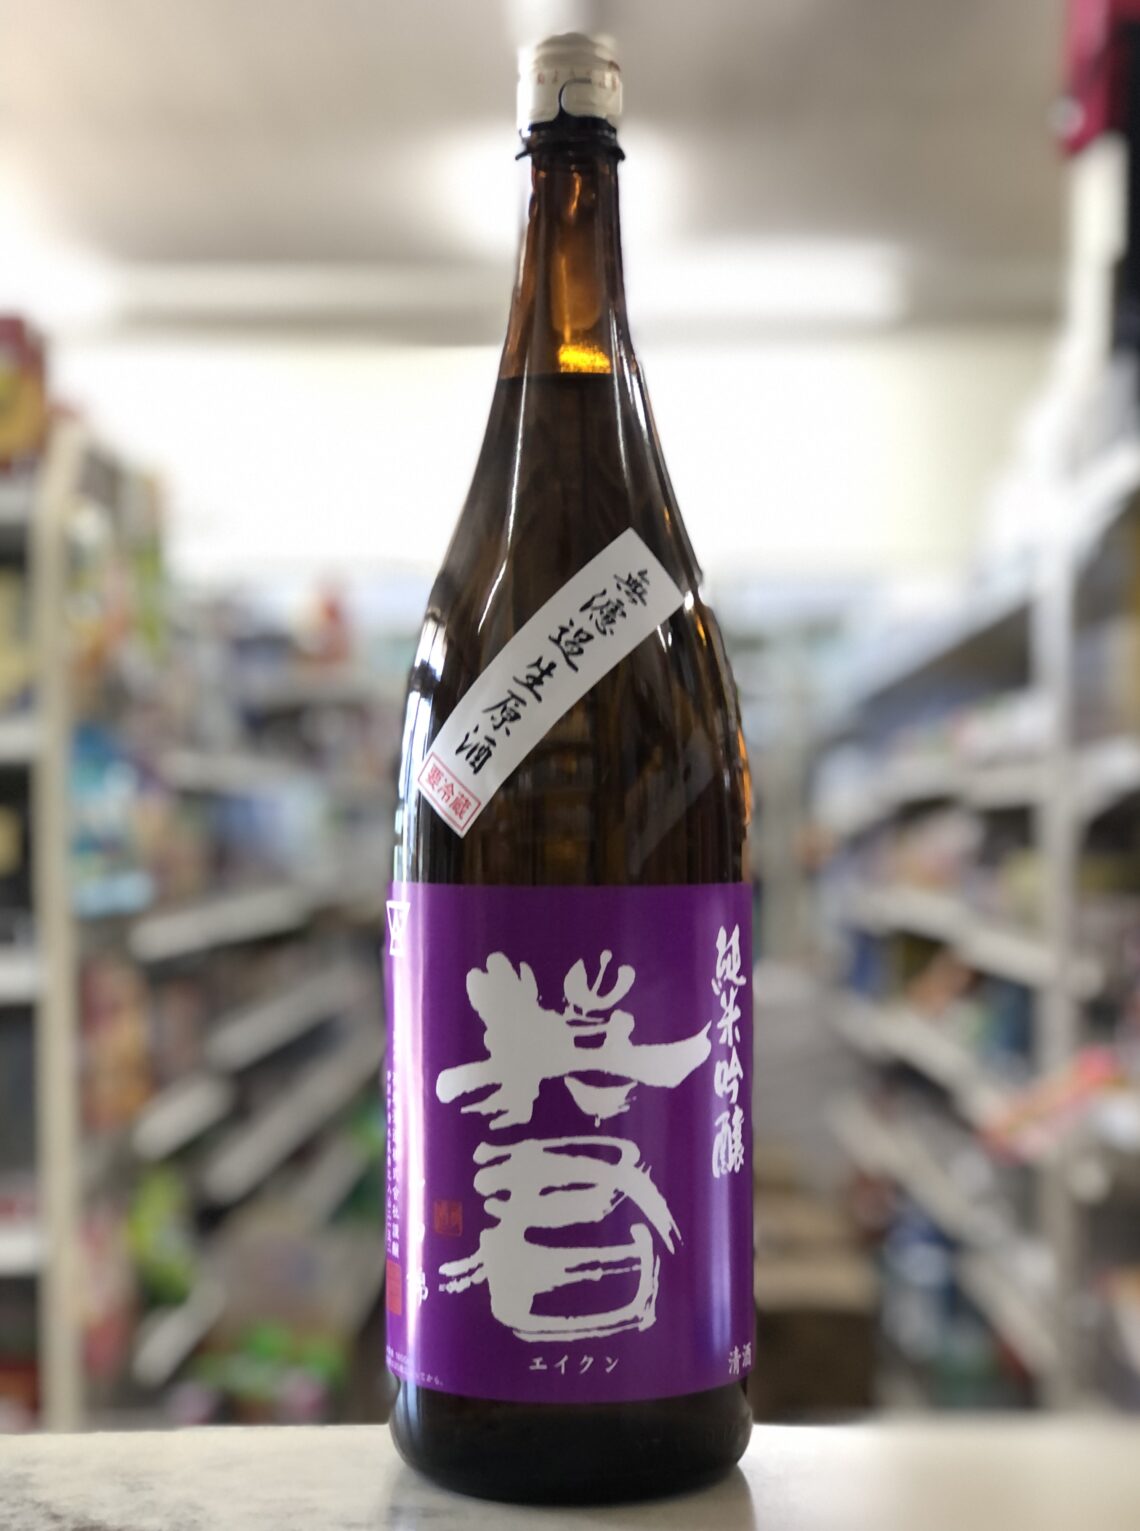 無濾過生原酒
要冷蔵
純米吟醸
英君
エイクン
清酒